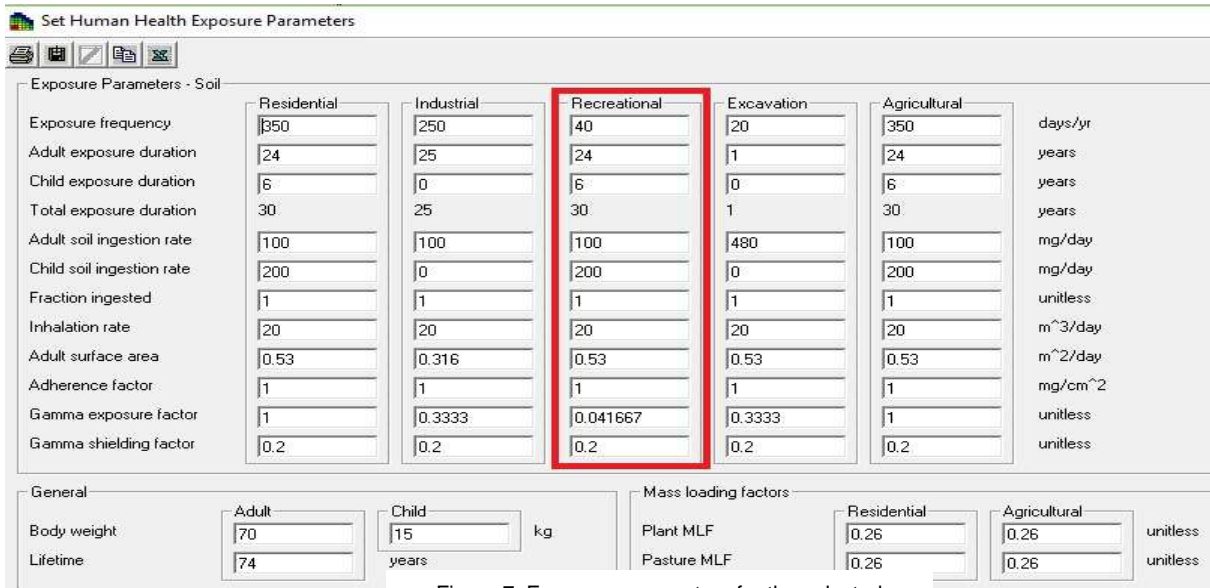 Set Human Health Exposure Parameters
Exposure Parameters - Soil
Residential Industrial Recreational Excavation Agricultural
Exposure frequency 350 250 40 20 350 days/yr
Adult exposure duration 24 25 24 1 24 years
Child exposure duration 6 0 6 0 6 years
Total exposure duration 30 25 30 1 30 years
Adult soil ingestion rate 100 100 100 480 100 mg/day
Child soil ingestion rate 200 0 200 0 200 mg/day
Fraction ingested 1 1 1 1 1 unitless
Inhalation rate 20 20 20 20 20 m^3/day
Adult surface area 0.53 0.316 0.53 0.53 0.53 m^2/day
Adherence factor 1 1 1 1 1 mg/cm^2
Gamma exposure factor 1 0.3333 0.041667 0.3333 1 unitless
Gamma shielding factor 0.2 0.2 0.2 0.2 0.2 unitless
General
Adult Child
Body weight 70 15 kg
Lifetime 74 years
Mass loading factors
Residential Agricultural
Plant MLF 0.26 0.26 unitless
Pasture MLF 0.26 0.26 unitless